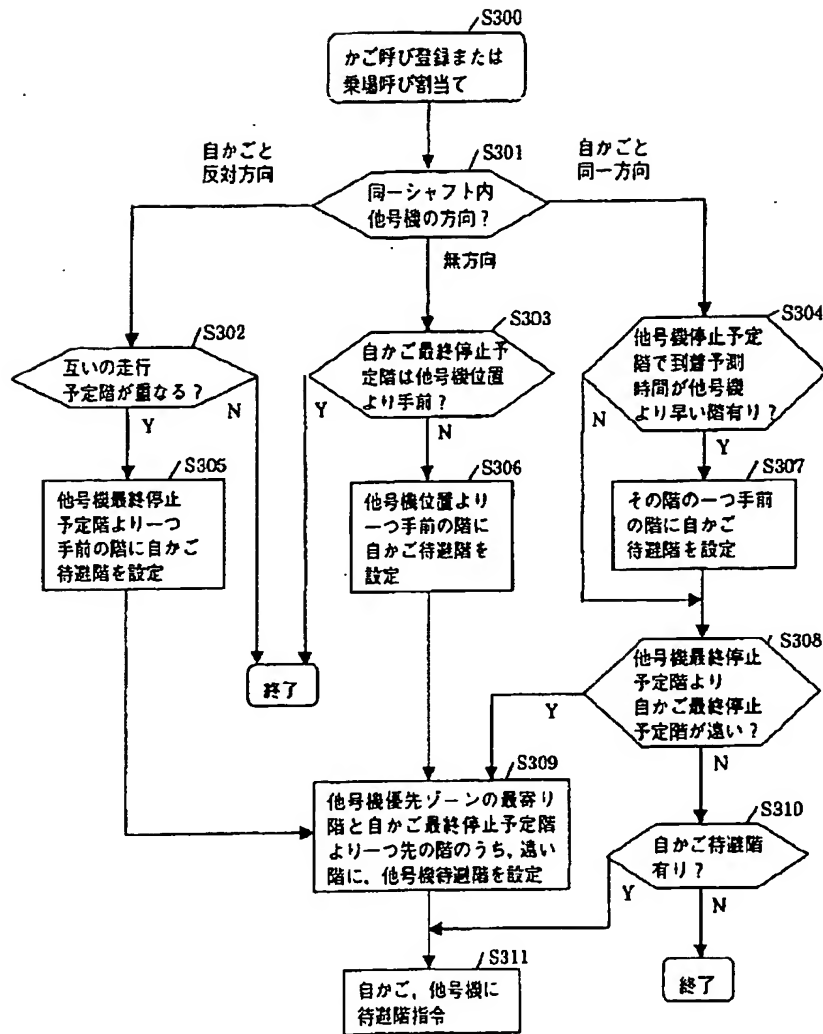 S300
かご呼び登録または
乗場呼び割当て
自かごと
反対方向
S301
自かごと
同一方向
同一シャフト内
他号機の方向？
無方向
S302
互いの走行
予定階が重なる？
Y
N
S303
自かご最終停止予
定階は他号機位置
より手前？
Y
N
S304
他号機停止予定
階で到着予測
時間が他号機
より早い階有り？
N
Y
S305
他号機最終停止
予定階より一つ
手前の階に自かご
待避階を設定
S306
他号機位置より
一つ手前の階に
自かご待避階を
設定
S307
その階の一つ手前
の階に自かご
待避階を設定
終了
S308
他号機最終停止
予定階より
自かご最終停止
予定階が遠い？
Y
N
S309
他号機優先ゾーンの最寄り
階と自かご最終停止予定階
より一つ先の階のうち，遠い
階に，他号機待避階を設定
S310
自かご待避階
有り？
Y
N
S311
自かご，他号機に
待避階指令
終了